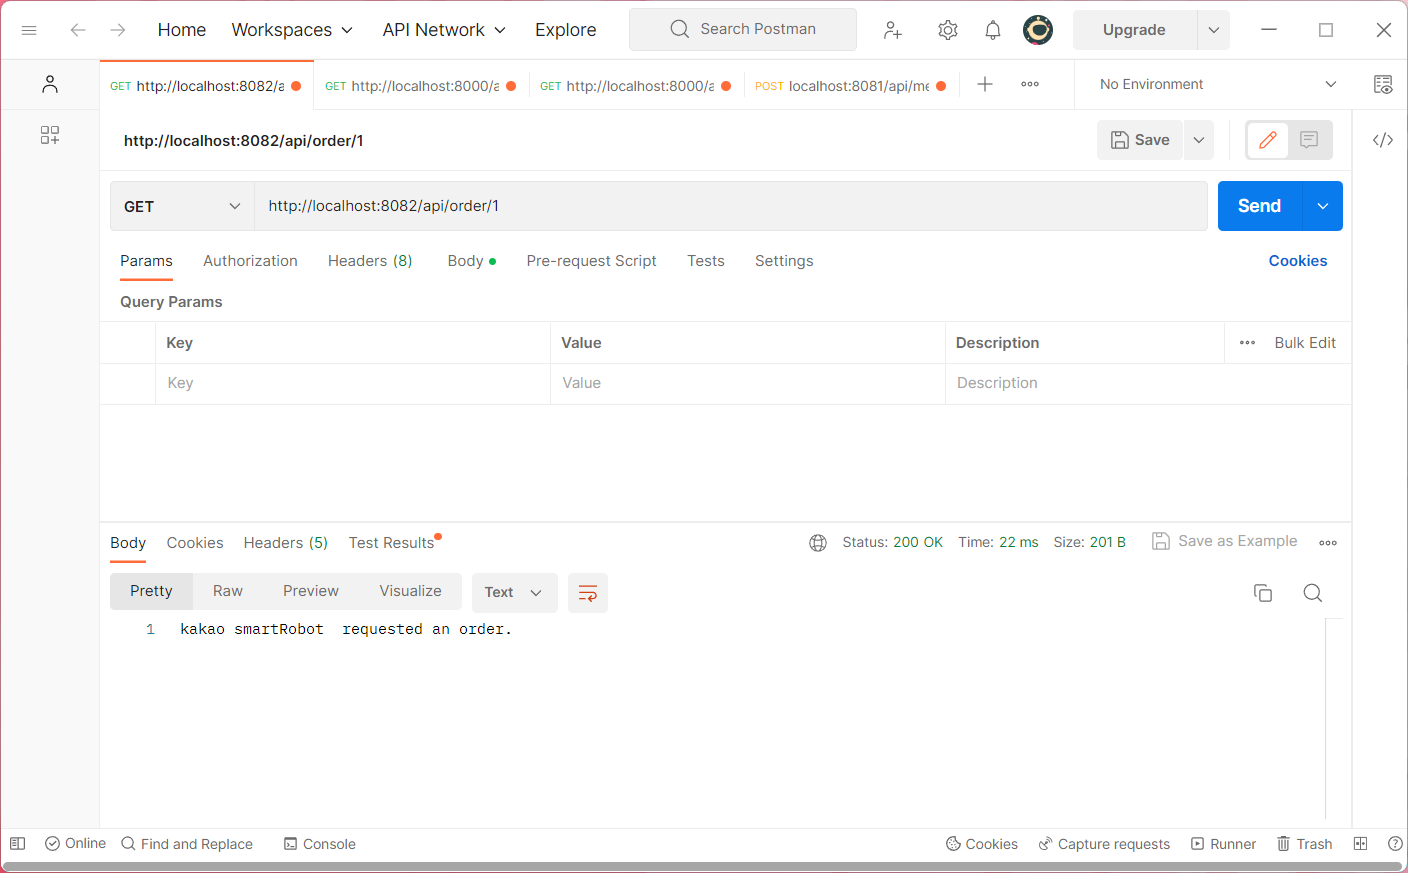 Home Workspaces API Network Explore Search Postman Upgrade
GET http://localhost:8082/a GET http://localhost:8000/a GET http://localhost:8000/a POST localhost:8081/api/me No Environment
http://localhost:8082/api/order/1 Save
GET http://localhost:8082/api/order/1 Send
Params Authorization Headers (8) Body Pre-request Script Tests Settings Cookies
Query Params
Key Value Description Bulk Edit
Key Value Description
Body Cookies Headers (5) Test Results Status: 200 OK Time: 22 ms Size: 201 B Save as Example
Pretty Raw Preview Visualize Text
1 kakao smartRobot  requested an order.
Online Find and Replace Console Cookies Capture requests Runner Trash